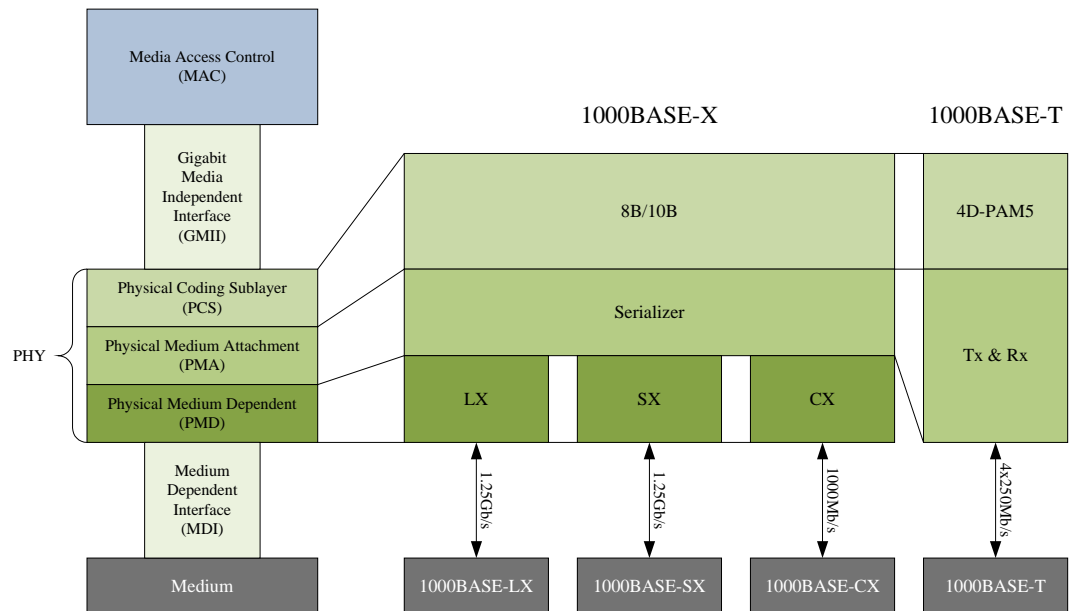 Media Access Control
(MAC)
Gigabit
Media
Independent
Interface
(GMII)
PHY
Physical Coding Sublayer
(PCS)
Physical Medium Attachment
(PMA)
Physical Medium Dependent
(PMD)
Medium
Dependent
Interface
(MDI)
Medium
1000BASE-X
1000BASE-T
8B/10B
4D-PAM5
Serializer
Tx & Rx
LX
SX
CX
1.25Gb/s
1.25Gb/s
1000Mb/s
4x250Mb/s
1000BASE-LX
1000BASE-SX
1000BASE-CX
1000BASE-T